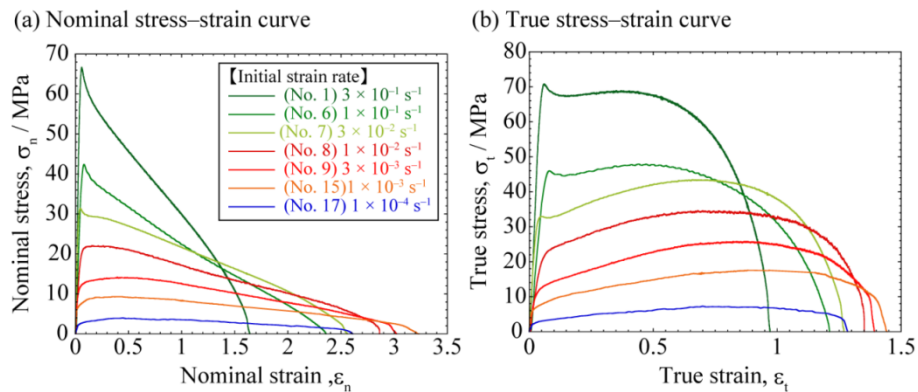 (a) Nominal stress–strain curve
Nominal stress, σn / MPa
70
60
50
40
30
20
10
0
【Initial strain rate】
(No. 1) 3 × 10⁻¹ s⁻¹
(No. 6) 1 × 10⁻¹ s⁻¹
(No. 7) 3 × 10⁻² s⁻¹
(No. 8) 1 × 10⁻² s⁻¹
(No. 9) 3 × 10⁻³ s⁻¹
(No. 15)1 × 10⁻³ s⁻¹
(No. 17) 1 × 10⁻⁴ s⁻¹
0 0.5 1 1.5 2 2.5 3 3.5
Nominal strain ,εn
(b) True stress–strain curve
True stress, σt / MPa
80
70
60
50
40
30
20
10
0
0 0.5 1 1.5
True strain, εt